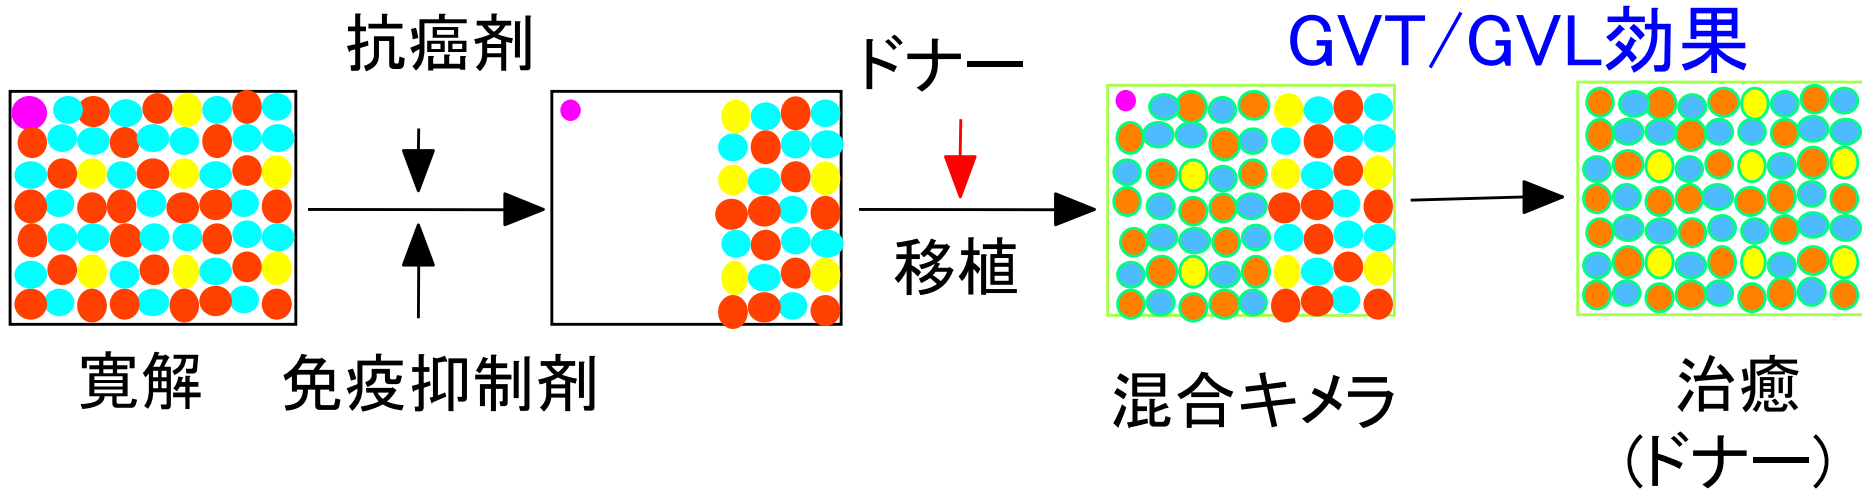 抗癌剤
ドナー
GVT/GVL効果
移植
寛解
免疫抑制剤
混合キメラ
治癒
(ドナー)